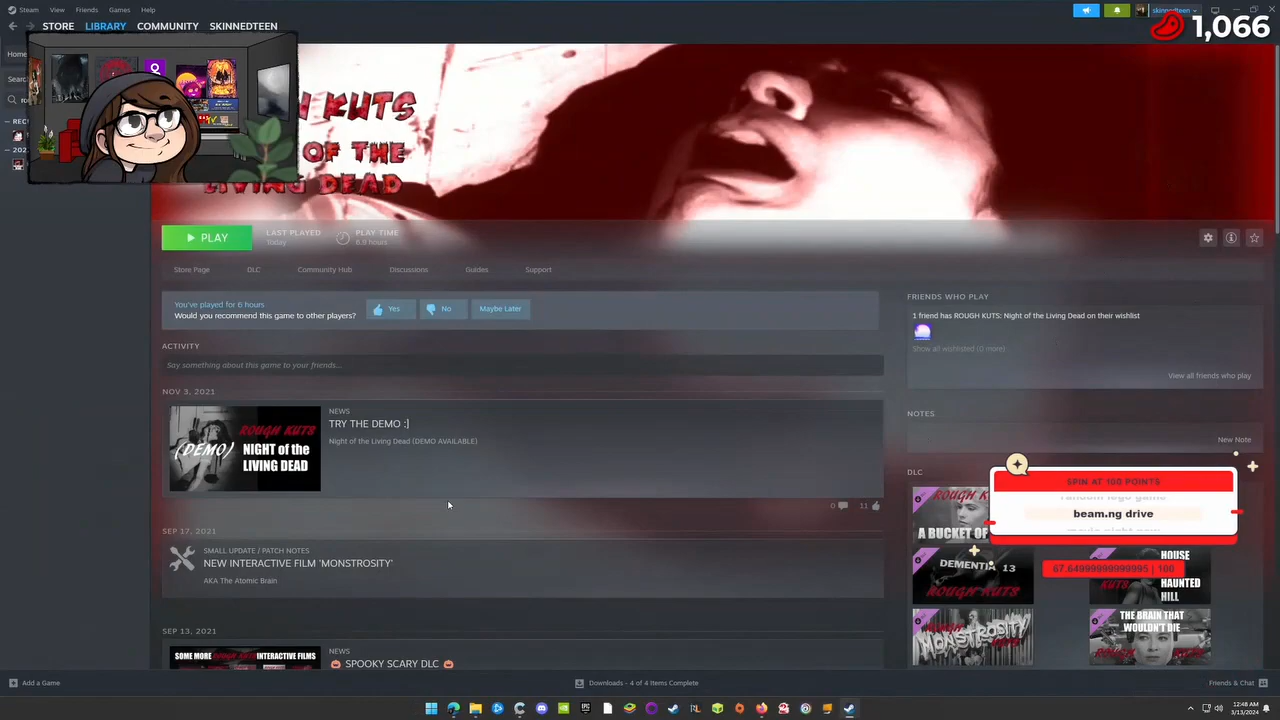 Steam View Friends Games Help
skinnedteen
STORE LIBRARY COMMUNITY SKINNEDTEEN
1,066
Home
KUTS
OF THE
LIVING DEAD
PLAY
LAST PLAYED
Today
PLAY TIME
6.9 hours
Store Page DLC Community Hub Discussions Guides Support
You've played for 6 hours
Would you recommend this game to other players?
Yes No Maybe Later
FRIENDS WHO PLAY
1 friend has ROUGH KUTS: Night of the Living Dead on their wishlist
Show all wishlisted (0 more)
View all friends who play
ACTIVITY
Say something about this game to your friends...
NOV 3, 2021
ROUGH KUTS
(DEMO) NIGHT of the
LIVING DEAD
NEWS
TRY THE DEMO :]
Night of the Living Dead (DEMO AVAILABLE)
0 11
NOTES
New Note
DLC
SPIN AT 100 POINTS
beam.ng drive
67.64999999999995 | 100
A BUCKET OF
DEMENTIA 13
ROUGH KUTS
HOUSE
HAUNTED
HILL
MONSTROSITY
THE BRAIN THAT
WOULDN'T DIE
SEP 17, 2021
SMALL UPDATE / PATCH NOTES
NEW INTERACTIVE FILM 'MONSTROSITY'
AKA The Atomic Brain
SEP 13, 2021
SOME MORE ROUGH KUTS INTERACTIVE FILMS
NEWS
SPOOKY SCARY DLC
Add a Game
Downloads - 4 of 4 Items Complete
Friends & Chat
12:48 AM
3/13/2024